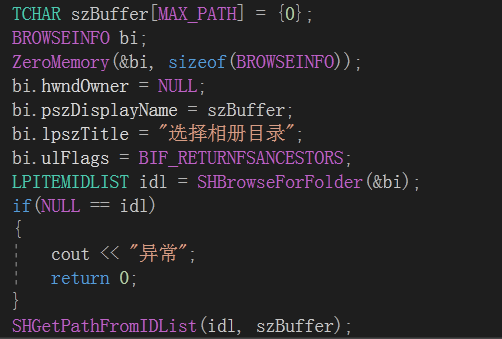 TCHAR szBuffer[MAX_PATH] = {0};
BROWSEINFO bi;
ZeroMemory(&bi, sizeof(BROWSEINFO));
bi.hwndOwner = NULL;
bi.pszDisplayName = szBuffer;
bi.lpszTitle = "选择相册目录";
bi.ulFlags = BIF_RETURNFSANCESTORS;
LPITEMIDLIST idl = SHBrowseForFolder(&bi);
if(NULL == idl)
{
    cout << "异常";
    return 0;
}
SHGetPathFromIDList(idl, szBuffer);